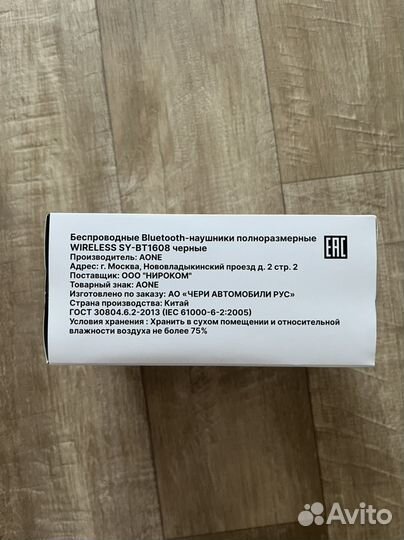 Беспроводные Bluetooth-наушники полноразмерные
WIRELESS SY-BT1608 черные
Производитель: AONE
Адрес: г. Москва, Нововладыкинский проезд д. 2 стр. 2
Поставщик: ООО "НИРОКОМ"
Товарный знак: AONE
Изготовлено по заказу: АО «ЧЕРИ АВТОМОБИЛИ РУС»
Страна производства: Китай
ГОСТ 30804.6.2-2013 (IEC 61000-6-2:2005)
Условия хранения : Хранить в сухом помещении и относительной
влажности воздуха не более 75%
EAC
Avito